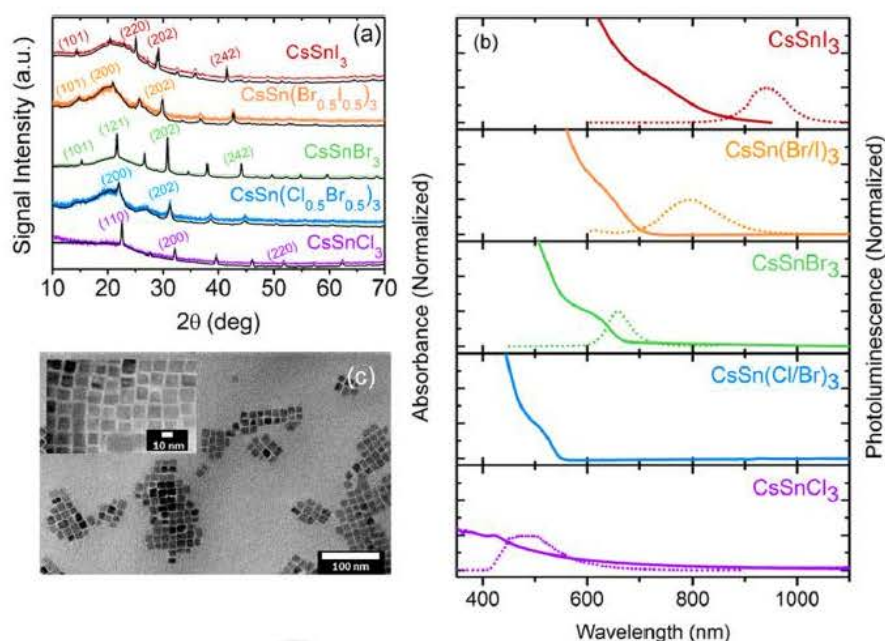 (a)
(101)
(220)
(202)
(242)
CsSnI3
(101)
(200)
(202)
CsSn(Br0.5I0.5)3
(101)
(121)
(202)
(242)
CsSnBr3
(200)
(202)
CsSn(Cl0.5Br0.5)3
(110)
(200)
(220)
CsSnCl3
Signal Intensity (a.u.)
10 20 30 40 50 60 70
2θ (deg)
(b)
CsSnI3
CsSn(Br/I)3
CsSnBr3
CsSn(Cl/Br)3
CsSnCl3
Absorbance (Normalized)
Photoluminescence (Normalized)
400 600 800 1000
Wavelength (nm)
(c)
10 nm
100 nm